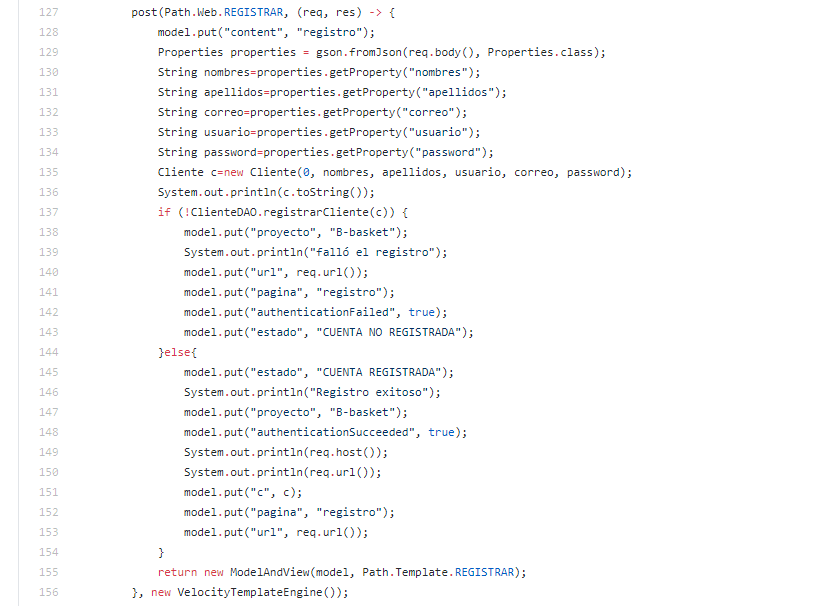 127 post(Path.Web.REGISTRAR, (req, res) -> {
128 model.put("content", "registro");
129 Properties properties = gson.fromJson(req.body(), Properties.class);
130 String nombres=properties.getProperty("nombres");
131 String apellidos=properties.getProperty("apellidos");
132 String correo=properties.getProperty("correo");
133 String usuario=properties.getProperty("usuario");
134 String password=properties.getProperty("password");
135 Cliente c=new Cliente(0, nombres, apellidos, usuario, correo, password);
136 System.out.println(c.toString());
137 if (!ClienteDAO.registrarCliente(c)) {
138 model.put("proyecto", "B-basket");
139 System.out.println("falló el registro");
140 model.put("url", req.url());
141 model.put("pagina", "registro");
142 model.put("authenticationFailed", true);
143 model.put("estado", "CUENTA NO REGISTRADA");
144 }else{
145 model.put("estado", "CUENTA REGISTRADA");
146 System.out.println("Registro exitoso");
147 model.put("proyecto", "B-basket");
148 model.put("authenticationSucceeded", true);
149 System.out.println(req.host());
150 System.out.println(req.url());
151 model.put("c", c);
152 model.put("pagina", "registro");
153 model.put("url", req.url());
154 }
155 return new ModelAndView(model, Path.Template.REGISTRAR);
156 }, new VelocityTemplateEngine());